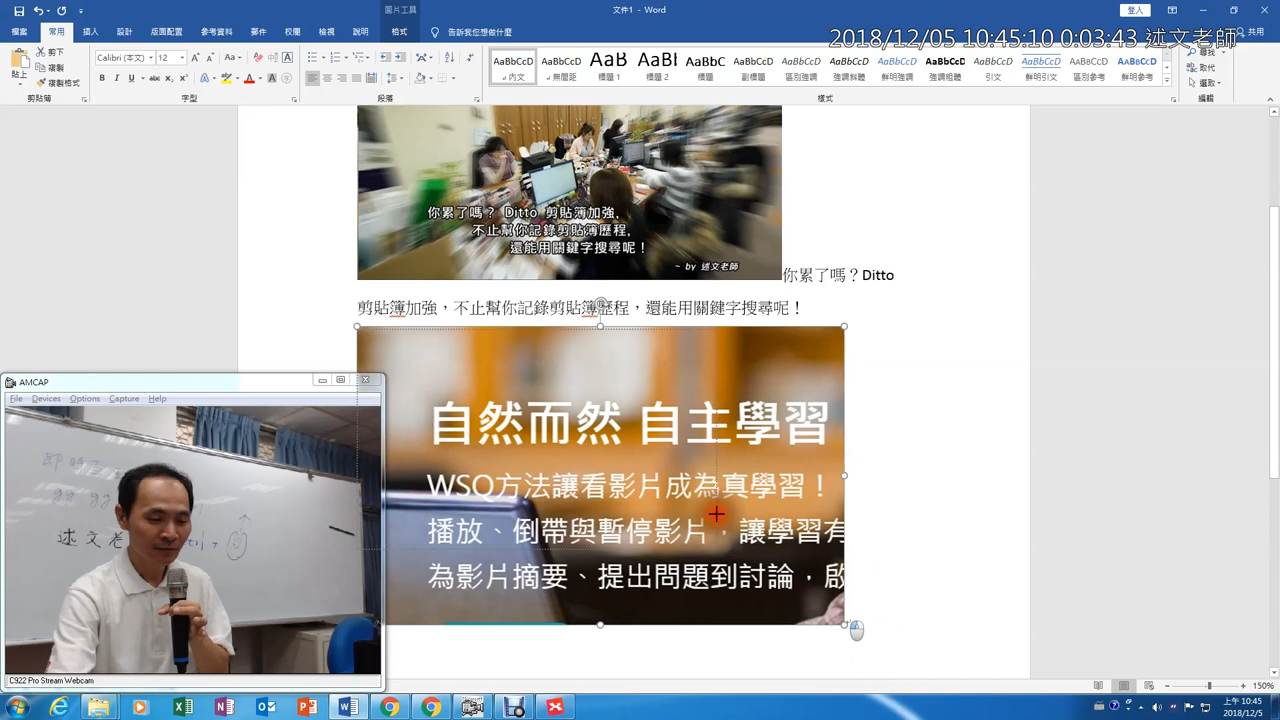 圖片工具
文件1 - Word
登入
檔案 常用 插入 設計 版面配置 參考資料 郵件 校閱 檢視 說明 格式 告訴我您想做什麼 共用
2018/12/05 10:45:10 0:03:43 述文老師
剪下
複製
複製格式
貼上
Calibri (本文) 12
剪貼簿 字型 段落 樣式 編輯
AaBbCcD AaBbCcD AaB AaB AaBbC AaBbCcD AaBbCcD AaBbCcD AaBbCcD AaBbCcD AaBbCcD AaBbCcD AaBbCcD AaBbCcD
內文 無間距 標題 1 標題 2 標題 副標題 區別強調 強調斜體 鮮明強調 強調粗體 引文 鮮明引文 區別參考 鮮明參考
尋找
取代
選取
你累了嗎？ Ditto 剪貼簿加強,
不止幫你記錄剪貼簿歷程,
還能用關鍵字搜尋呢！
~ by 述文老師
你累了嗎？Ditto
剪貼簿加強，不止幫你記錄剪貼簿歷程，還能用關鍵字搜尋呢！
自然而然 自主學習
WSQ方法讓看影片成為真學習！
播放、倒帶與暫停影片，讓學習有
為影片摘要、提出問題到討論，啟
AMCAP
File Devices Options Capture Help
述文老
C922 Pro Stream Webcam
150%
上午 10:45
2018/12/5